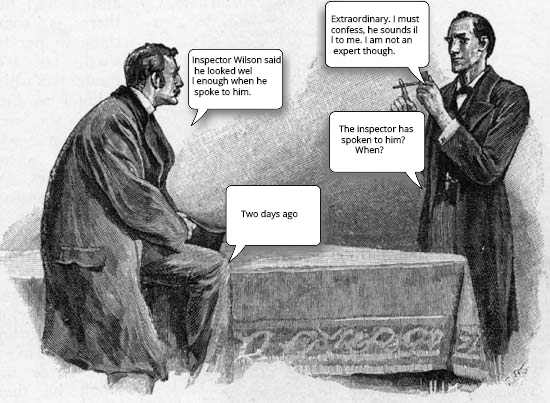 Extraordinary. I must
confess, he sounds il
l to me. I am not an
expert though.
Inspector Wilson said
he looked wel
l enough when he
spoke to him.
The inspector has
spoken to him?
When?
Two days ago